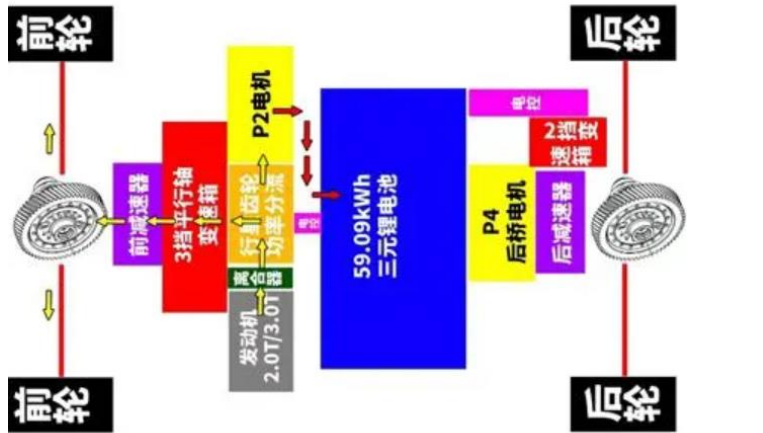 前轮
后轮
P2电机
电控
2挡变
速箱
前减速器
3挡平行轴
变速箱
行星齿轮
功率分流
电控
59.09kWh
三元锂电池
P4
后桥电机
后减速器
离合器
发动机
2.0T/3.0T
前轮
后轮